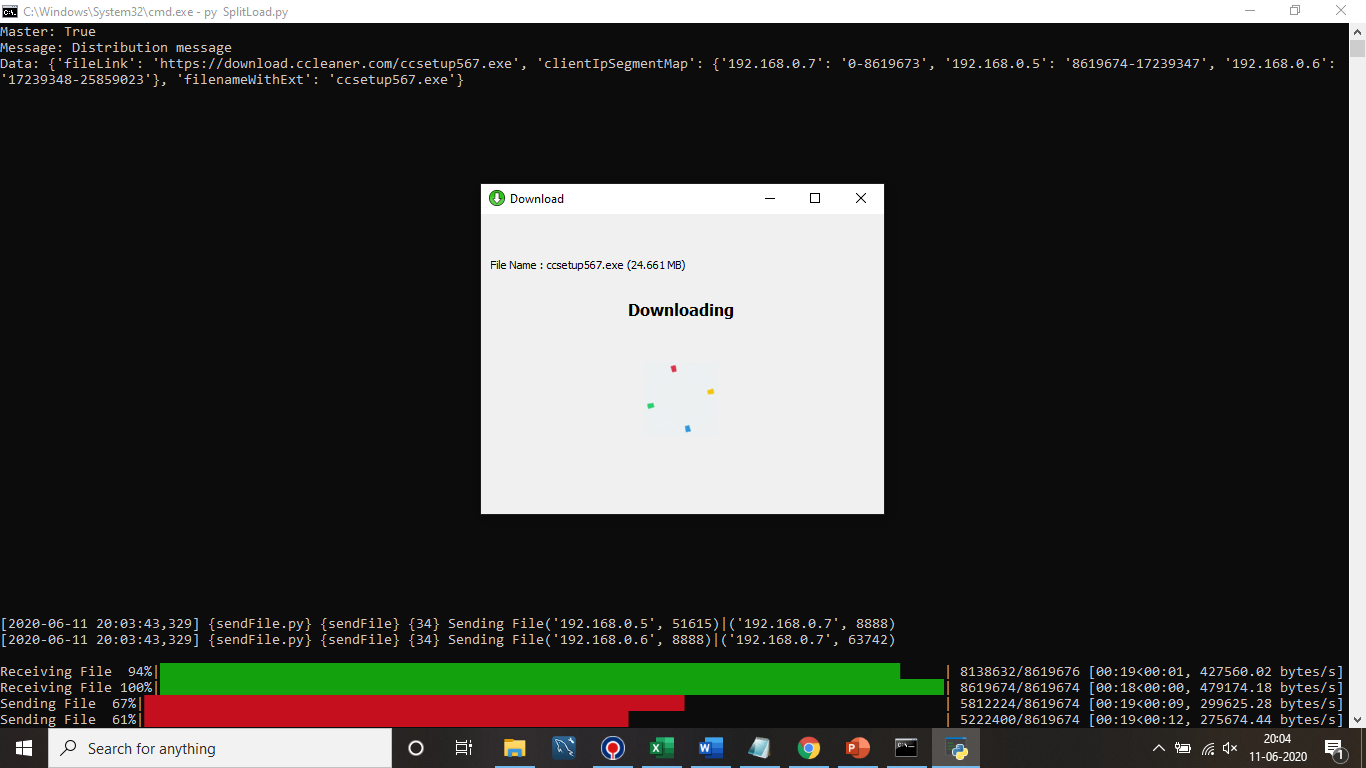 C:\Windows\System32\cmd.exe - py  SplitLoad.py
Master: True
Message: Distribution message
Data: {'fileLink': 'https://download.ccleaner.com/ccsetup567.exe', 'clientIpSegmentMap': {'192.168.0.7': '0-8619673', '192.168.0.5': '8619674-17239347', '192.168.0.6':
'17239348-25859023'}, 'filenameWithExt': 'ccsetup567.exe'}
Download
File Name : ccsetup567.exe (24.661 MB)
Downloading
[2020-06-11 20:03:43,329] {sendFile.py} {sendFile} {34} Sending File('192.168.0.5', 51615)|('192.168.0.7', 8888)
[2020-06-11 20:03:43,329] {sendFile.py} {sendFile} {34} Sending File('192.168.0.6', 8888)|('192.168.0.7', 63742)
Receiving File  94%| | 8138632/8619676 [00:19<00:01, 427560.02 bytes/s]
Receiving File 100%| | 8619674/8619674 [00:18<00:00, 479174.18 bytes/s]
Sending File  67%| | 5812224/8619674 [00:19<00:09, 299625.28 bytes/s]
Sending File  61%| | 5222400/8619674 [00:19<00:12, 275674.44 bytes/s]
Search for anything
20:04
11-06-2020
1